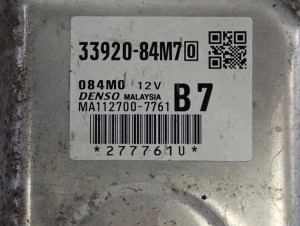 33920-84M70
084M0 12V
DENSO MALAYSIA
MA112700-7761 B7
*277761U*